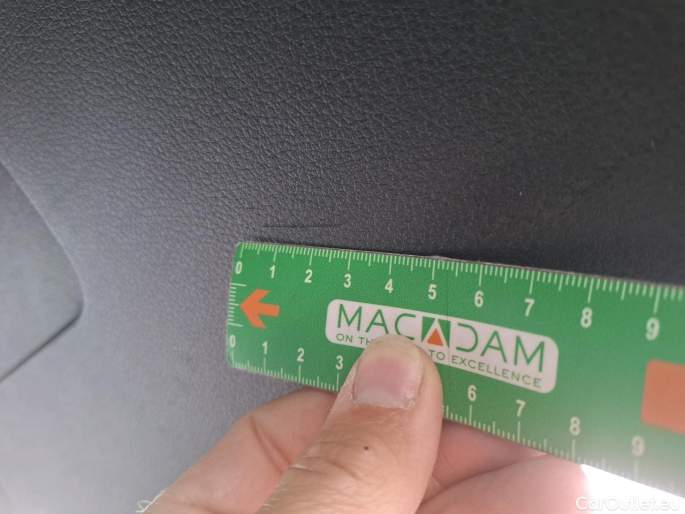 0 1 2 3 4 5 6 7 8 9
MACADAM
ON TH TO EXCELLENCE
0 1 2 3 6 7 8 9
CarOutlet.eu